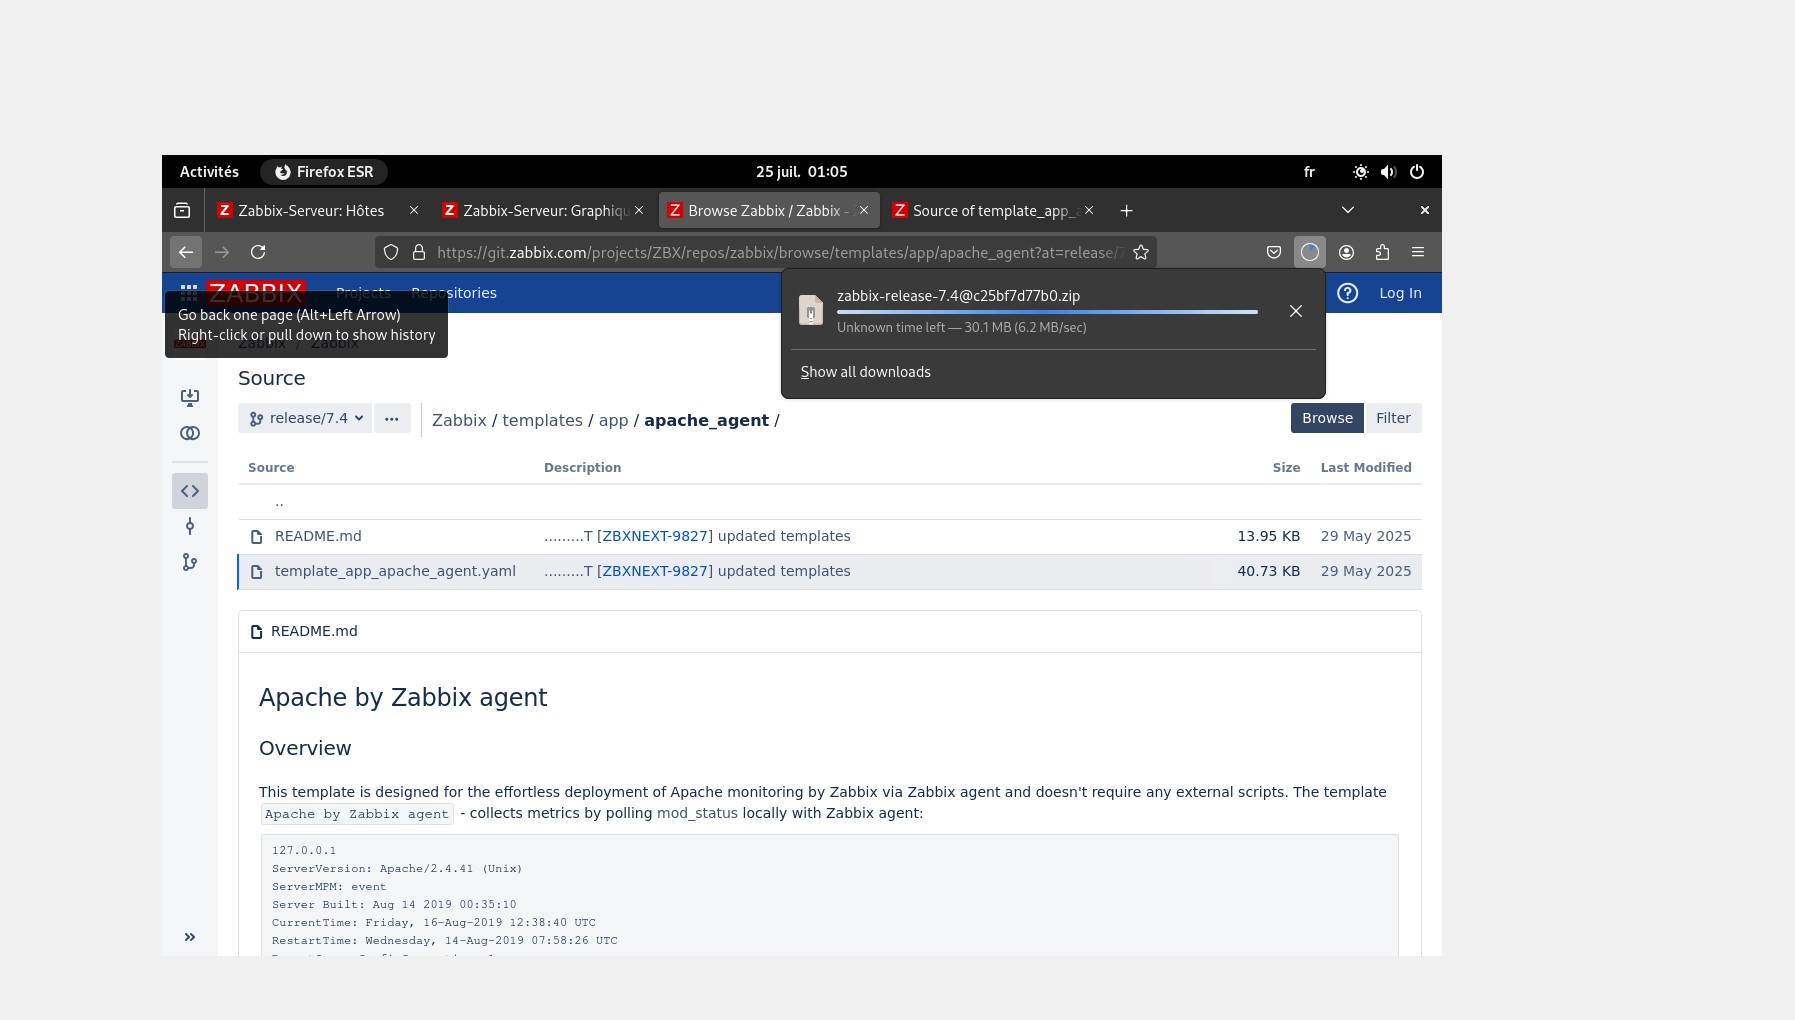 Activités Firefox ESR 25 juil. 01:05 fr
Zabbix-Serveur: Hôtes Zabbix-Serveur: Graphiqu Browse Zabbix / Zabbix - Source of template_app_
https://git.zabbix.com/projects/ZBX/repos/zabbix/browse/templates/app/apache_agent?at=release/7
ZABBIX Projects Repositories Log In
Go back one page (Alt+Left Arrow)
Right-click or pull down to show history
Zabbix / Zabbix
zabbix-release-7.4@c25bf7d77b0.zip
Unknown time left — 30.1 MB (6.2 MB/sec)
Show all downloads
Source
release/7.4 Zabbix / templates / app / apache_agent / Browse Filter
Source Description Size Last Modified
..
README.md .........T [ZBXNEXT-9827] updated templates 13.95 KB 29 May 2025
template_app_apache_agent.yaml .........T [ZBXNEXT-9827] updated templates 40.73 KB 29 May 2025
README.md
Apache by Zabbix agent
Overview
This template is designed for the effortless deployment of Apache monitoring by Zabbix via Zabbix agent and doesn't require any external scripts. The template
Apache by Zabbix agent - collects metrics by polling mod_status locally with Zabbix agent:
127.0.0.1
ServerVersion: Apache/2.4.41 (Unix)
ServerMPM: event
Server Built: Aug 14 2019 00:35:10
CurrentTime: Friday, 16-Aug-2019 12:38:40 UTC
RestartTime: Wednesday, 14-Aug-2019 07:58:26 UTC